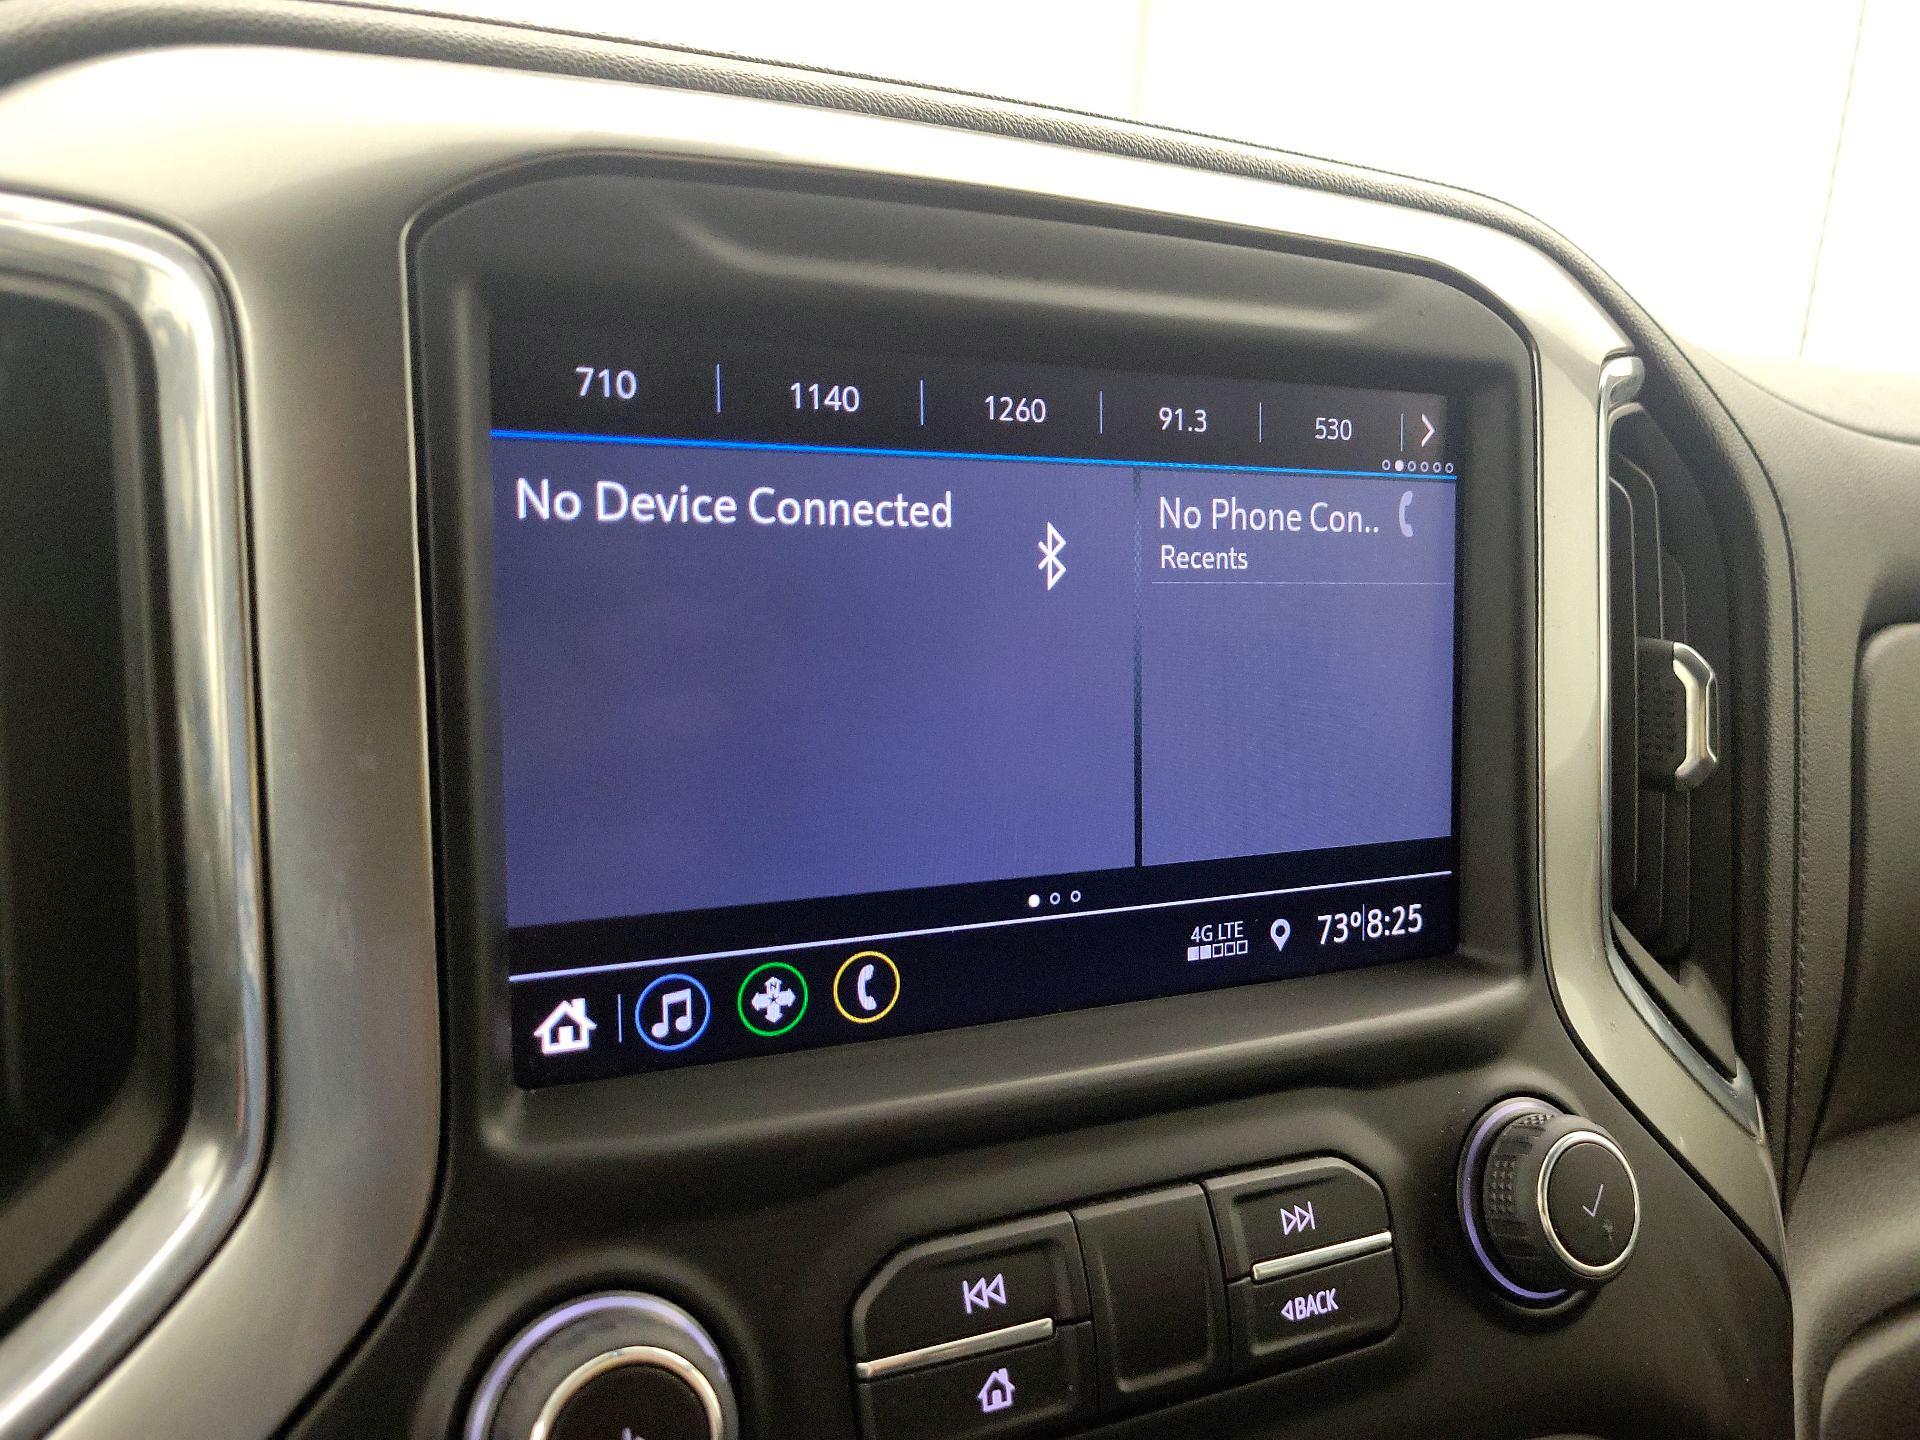 710 | 1140 | 1260 | 91.3 | 530
No Device Connected
No Phone Con..
Recents
4G LTE
73° 8:25
N
BACK